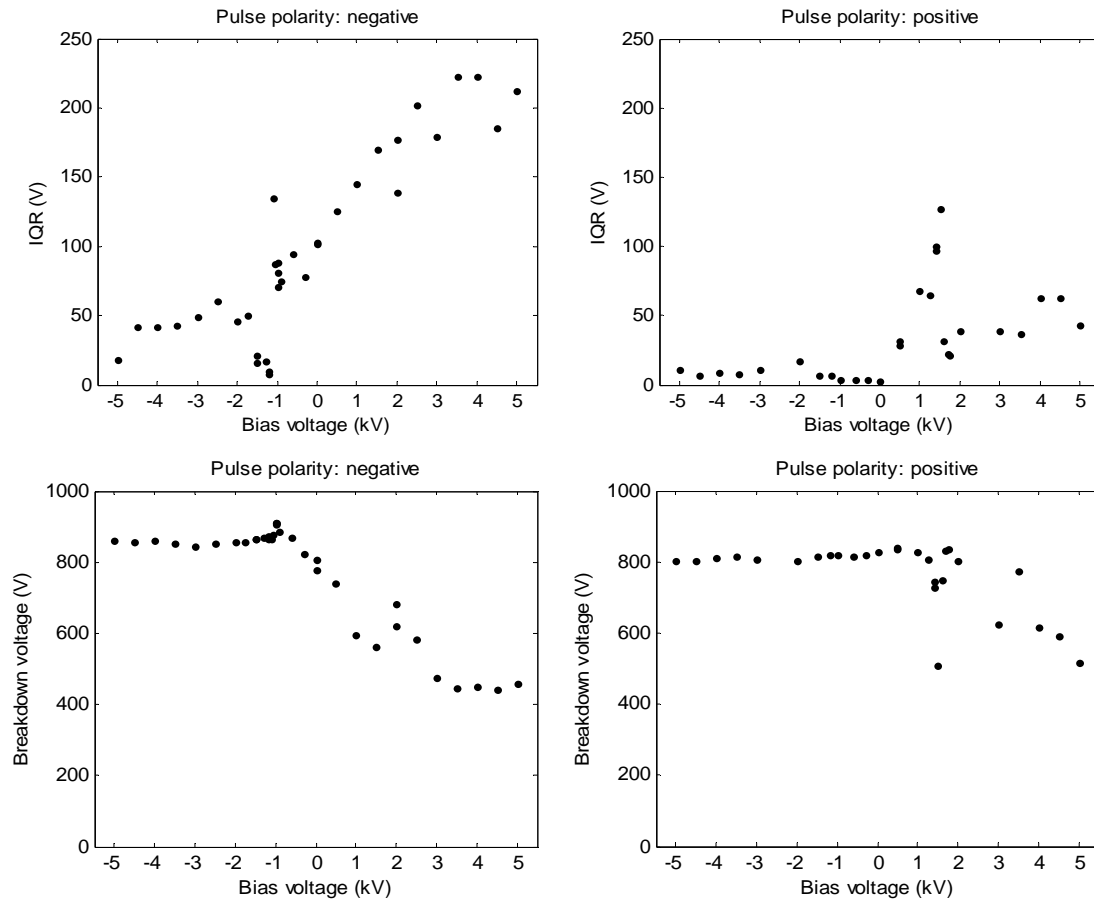 Pulse polarity: negative
250
200
150
100
50
0
IQR (V)
-5 -4 -3 -2 -1 0 1 2 3 4 5
Bias voltage (kV)
Pulse polarity: positive
250
200
150
100
50
0
IQR (V)
-5 -4 -3 -2 -1 0 1 2 3 4 5
Bias voltage (kV)
Pulse polarity: negative
1000
800
600
400
200
0
Breakdown voltage (V)
-5 -4 -3 -2 -1 0 1 2 3 4 5
Bias voltage (kV)
Pulse polarity: positive
1000
800
600
400
200
0
Breakdown voltage (V)
-5 -4 -3 -2 -1 0 1 2 3 4 5
Bias voltage (kV)